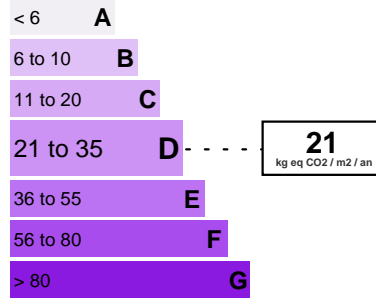 < 6 A
6 to 10 B
11 to 20 C
21 to 35 D
21
kg eq CO2 / m2 / an
36 to 55 E
56 to 80 F
> 80 G